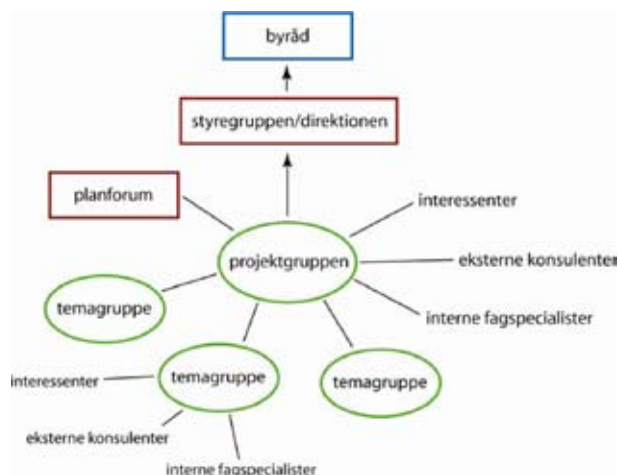 byråd
styregruppen/direktionen
planforum
interessenter
projektgruppen
eksterne konsulenter
temagruppe
interne fagspecialister
temagruppe
temagruppe
interessenter
eksterne konsulenter
interne fagspecialister